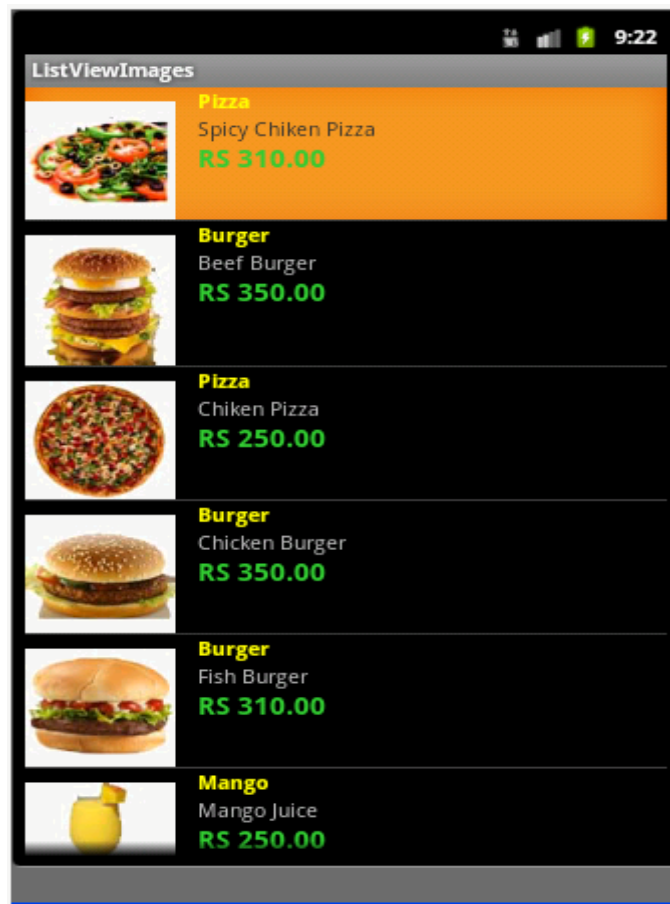 9:22
ListViewImages
Pizza
Spicy Chiken Pizza
RS 310.00
Burger
Beef Burger
RS 350.00
Pizza
Chiken Pizza
RS 250.00
Burger
Chicken Burger
RS 350.00
Burger
Fish Burger
RS 310.00
Mango
Mango Juice
RS 250.00